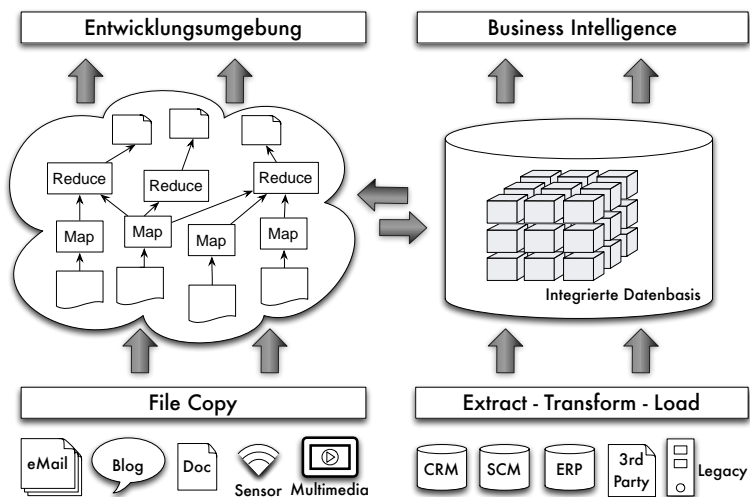 Entwicklungsumgebung
Business Intelligence
Reduce
Reduce
Reduce
Map
Map
Map
Map
Integrierte Datenbasis
File Copy
Extract - Transform - Load
eMail
Blog
Doc
Sensor
Multimedia
CRM
SCM
ERP
3rd
Party
Legacy